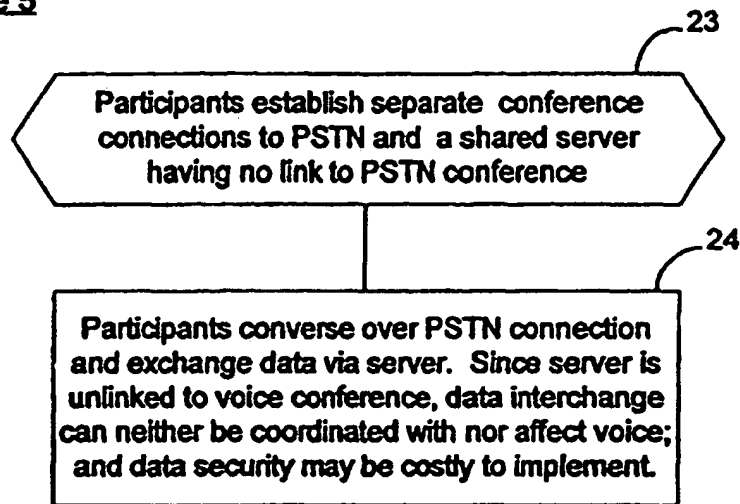 23
Participants establish separate conference
connections to PSTN and a shared server
having no link to PSTN conference
24
Participants converse over PSTN connection
and exchange data via server. Since server is
unlinked to voice conference, data interchange
can neither be coordinated with nor affect voice;
and data security may be costly to implement.